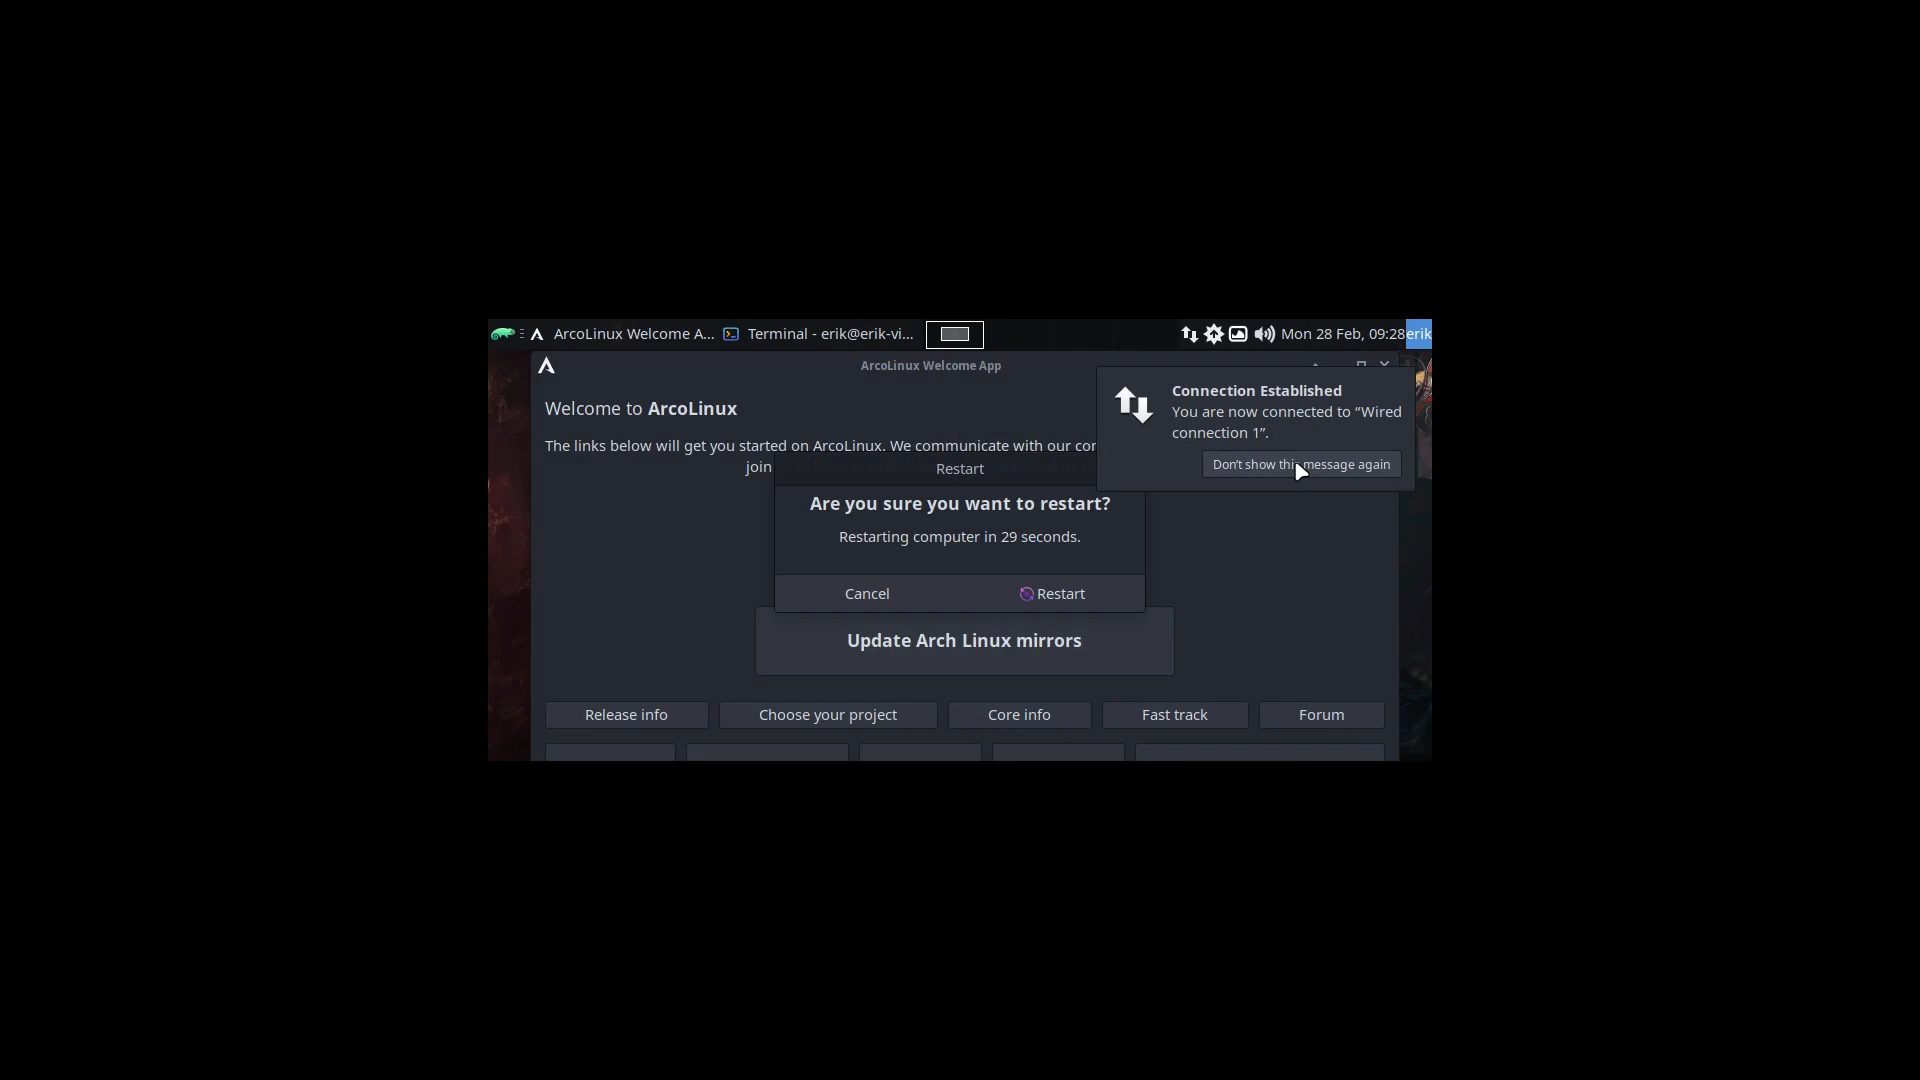 ArcoLinux Welcome A...
Terminal - erik@erik-vi...
Mon 28 Feb, 09:28
erik
ArcoLinux Welcome App
Welcome to ArcoLinux
The links below will get you started on ArcoLinux. We communicate with our cor
join
Connection Established
You are now connected to “Wired
connection 1”.
Don't show this message again
Restart
Are you sure you want to restart?
Restarting computer in 29 seconds.
Cancel
Restart
Update Arch Linux mirrors
Release info
Choose your project
Core info
Fast track
Forum